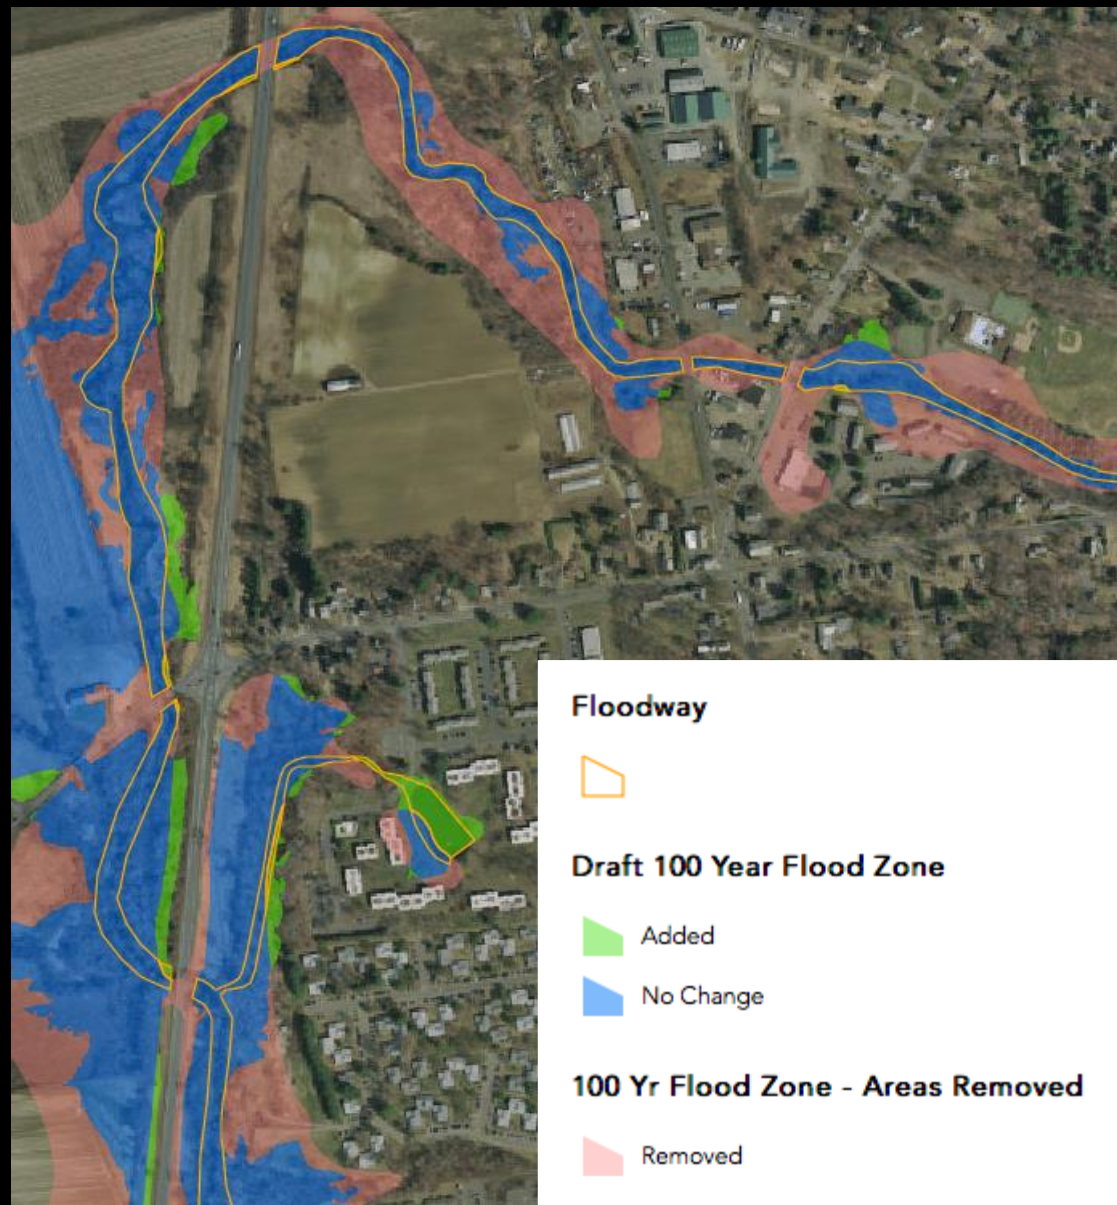 Floodway
Draft 100 Year Flood Zone
Added
No Change
100 Yr Flood Zone - Areas Removed
Removed